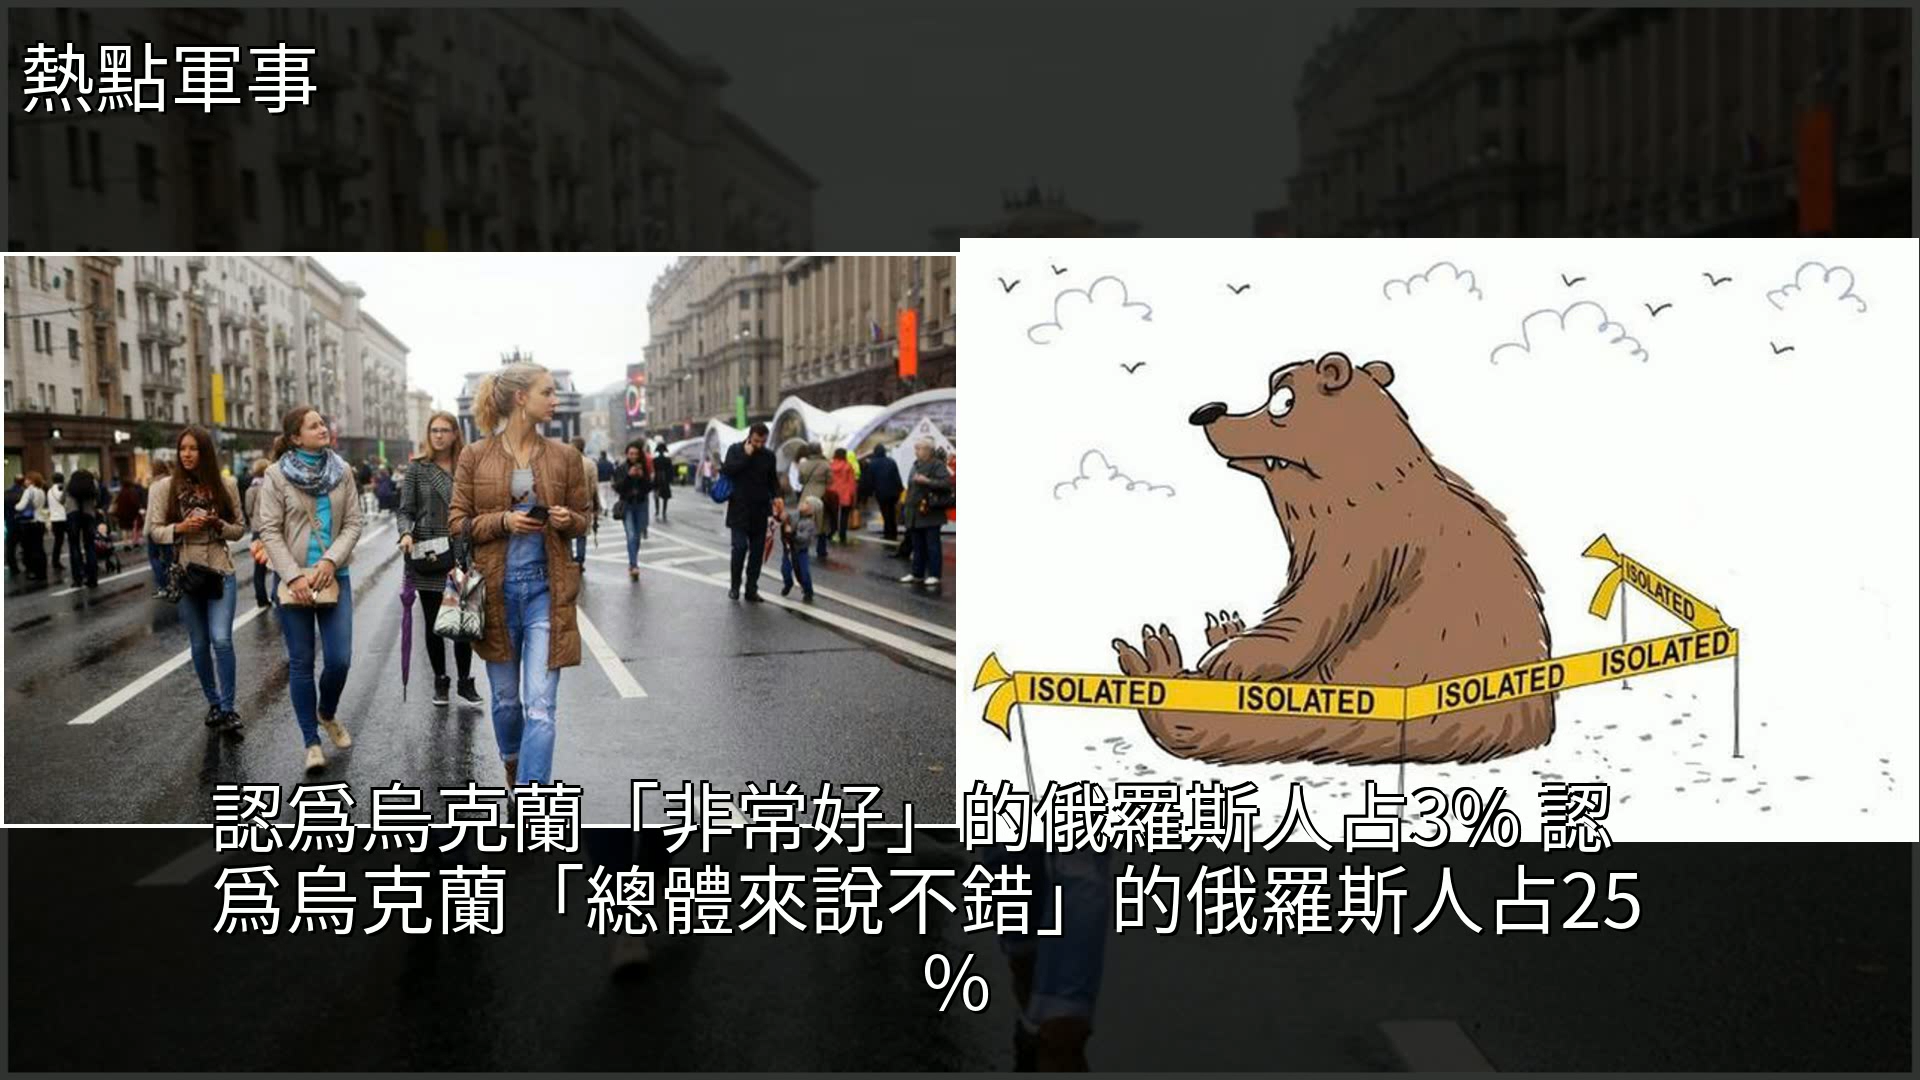 熱點軍事
ISOLATED
ISOLATED ISOLATED ISOLATED ISOLATED
認爲烏克蘭「非常好」的俄羅斯人占3% 認
爲烏克蘭「總體來說不錯」的俄羅斯人占25
%